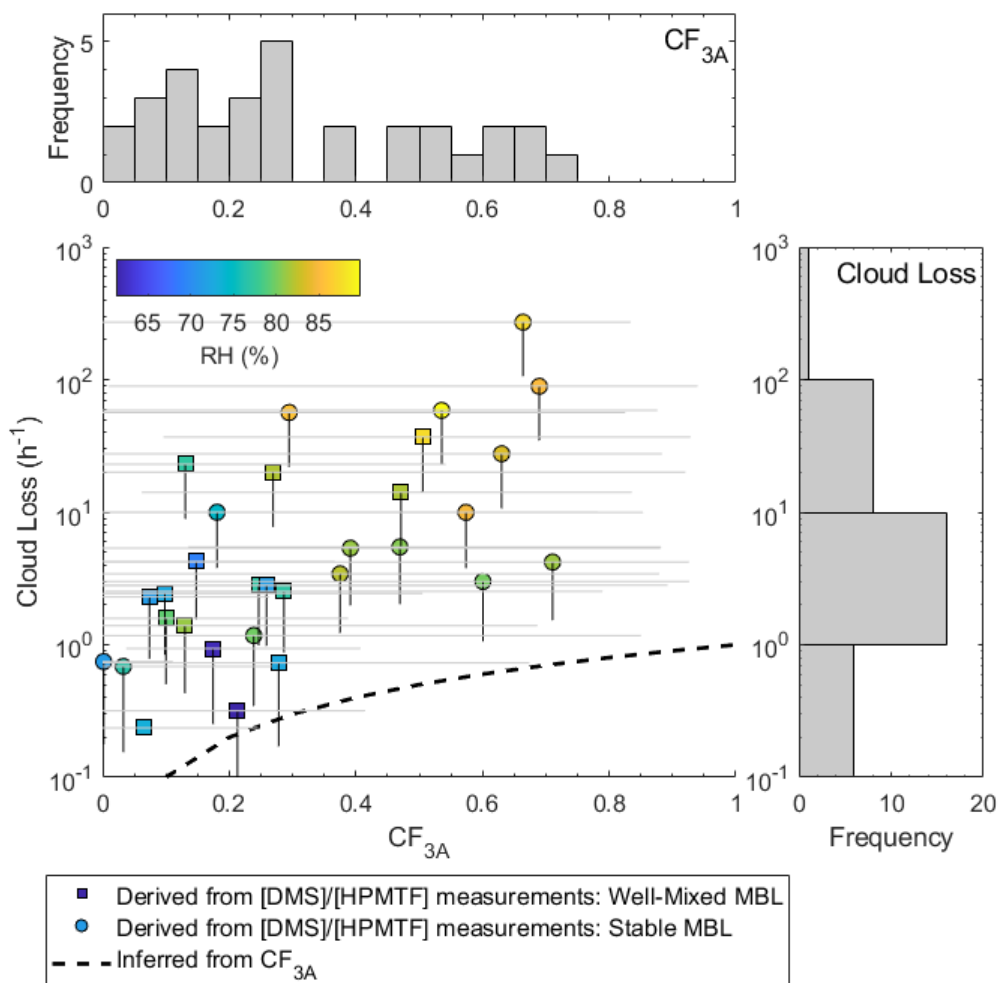 CF3A
Frequency
5
0
0 0.2 0.4 0.6 0.8 1
Cloud Loss (h⁻¹)
10³
10²
10¹
10⁰
10⁻¹
65 70 75 80 85
RH (%)
0 0.2 0.4 0.6 0.8 1
CF3A
Cloud Loss
10³
10²
10¹
10⁰
10⁻¹
0 10 20
Frequency
Derived from [DMS]/[HPMTF] measurements: Well-Mixed MBL
Derived from [DMS]/[HPMTF] measurements: Stable MBL
Inferred from CF3A